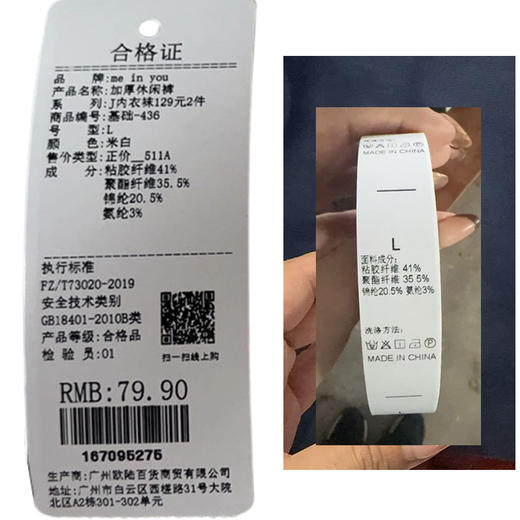 合格证
品 牌:me in you
产品名称:加厚休闲裤
系 列:J内衣袜129元2件
商品编号:基础-436
型 号:L
颜 色:米白
售价类型:正价__511A
成 分:粘胶纤维41%
聚酯纤维35.5%
锦纶20.5%
氨纶3%
执行标准
FZ/T73020-2019
安全技术类别
GB18401-2010B类
产品等级:合格品
检 验 员:01
扫一扫线上购
RMB:79.90
167095275
生产商:广州欧陆百货商贸有限公司
地址:广州市白云区西槎路31号大院
北区A2栋301-302单元
洗涤方法:
MADE IN CHINA
L
面料成分:
粘胶纤维 41%
聚酯纤维 35.5%
锦纶20.5% 氨纶3%
洗涤方法:
MADE IN CHINA